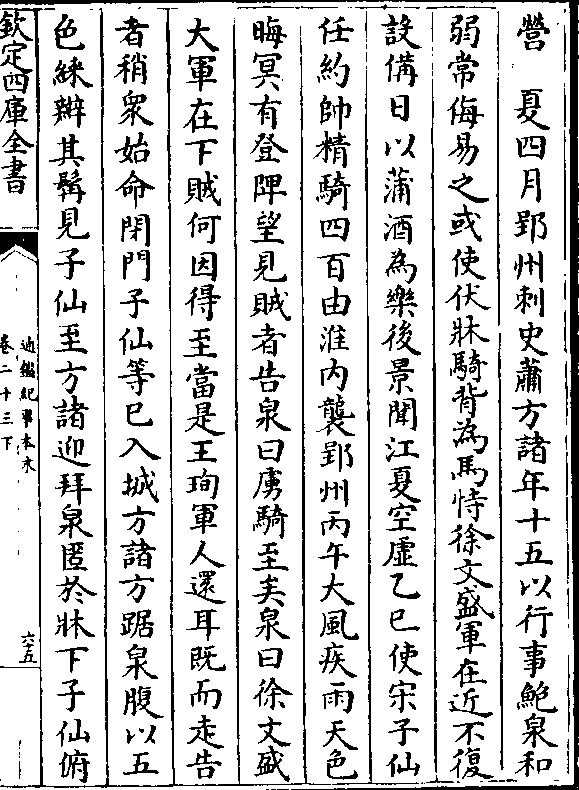 營　夏四月郢州刺史蕭方諸年十五以行事鮑泉和
弱常侮易之或使伏牀騎背為馬恃徐文盛軍在近不復
設備日以蒲酒為樂後景聞江夏空虛乙巳使宋子仙
任約帥精騎四百由淮内襲郢州丙午大風疾雨天色
晦冥有登陴望見賊者告泉曰虜騎至矣泉曰徐文盛
大軍在下賊何因得至當是王珣軍人還耳既而走告
者稍衆始命閉門子仙等已入城方諸方踞泉腹以五
色綵辮其髯見子仙至方諸迎拜泉匿於牀下子仙俯
欽定四庫全書
通鑑紀事本末
卷二十三下
六五